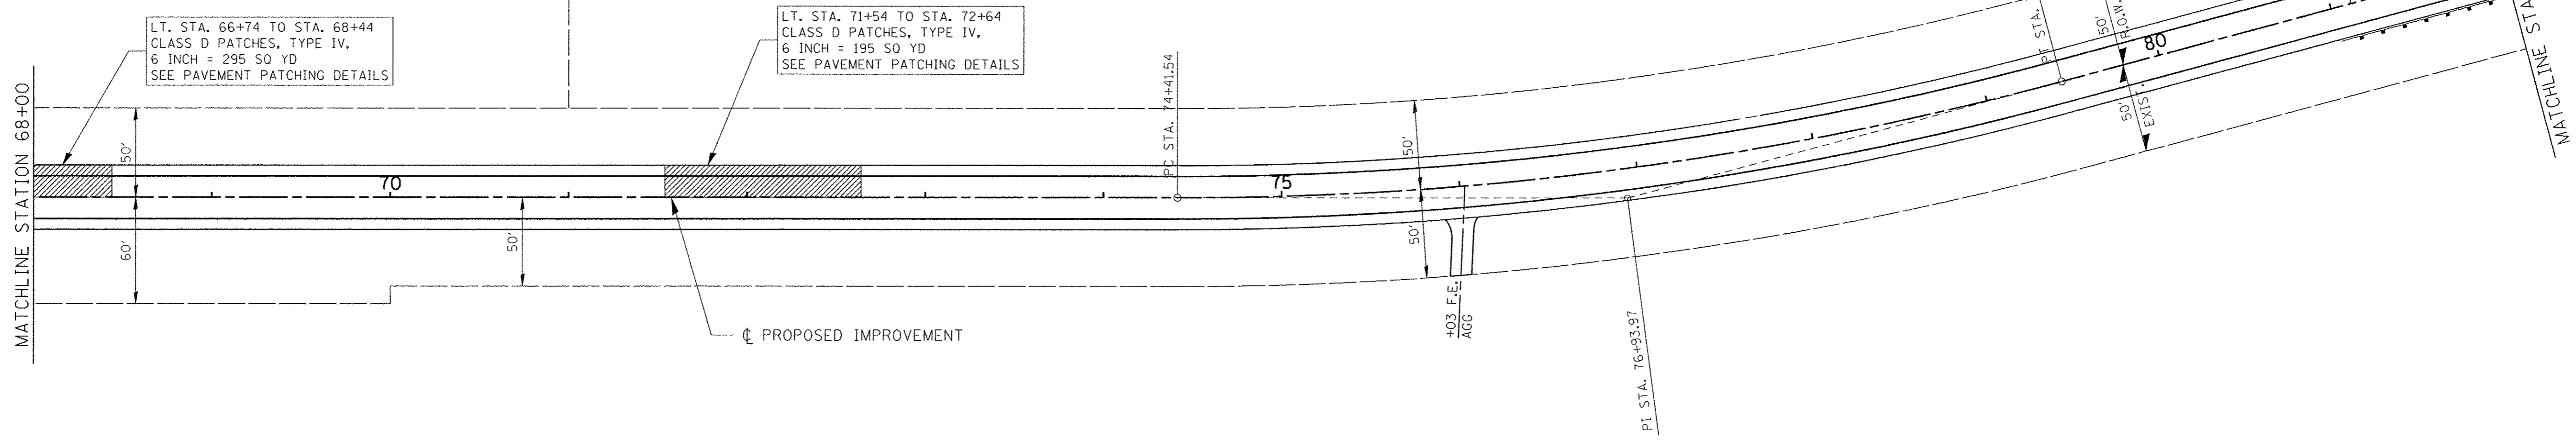 LT. STA. 66+74 TO STA. 68+44
CLASS D PATCHES, TYPE IV,
6 INCH = 295 SQ YD
SEE PAVEMENT PATCHING DETAILS
LT. STA. 71+54 TO STA. 72+64
CLASS D PATCHES, TYPE IV,
6 INCH = 195 SQ YD
SEE PAVEMENT PATCHING DETAILS
MATCHLINE STATION 68+00
50'
60'
70
50'
℄ PROPOSED IMPROVEMENT
PC STA. 74+41.54
75
50'
50'
+03 F.E.
AGG
PI STA. 76+93.97
PT STA.
50'
R.O.W.
80
50'
EXIST.
MATCHLINE STA